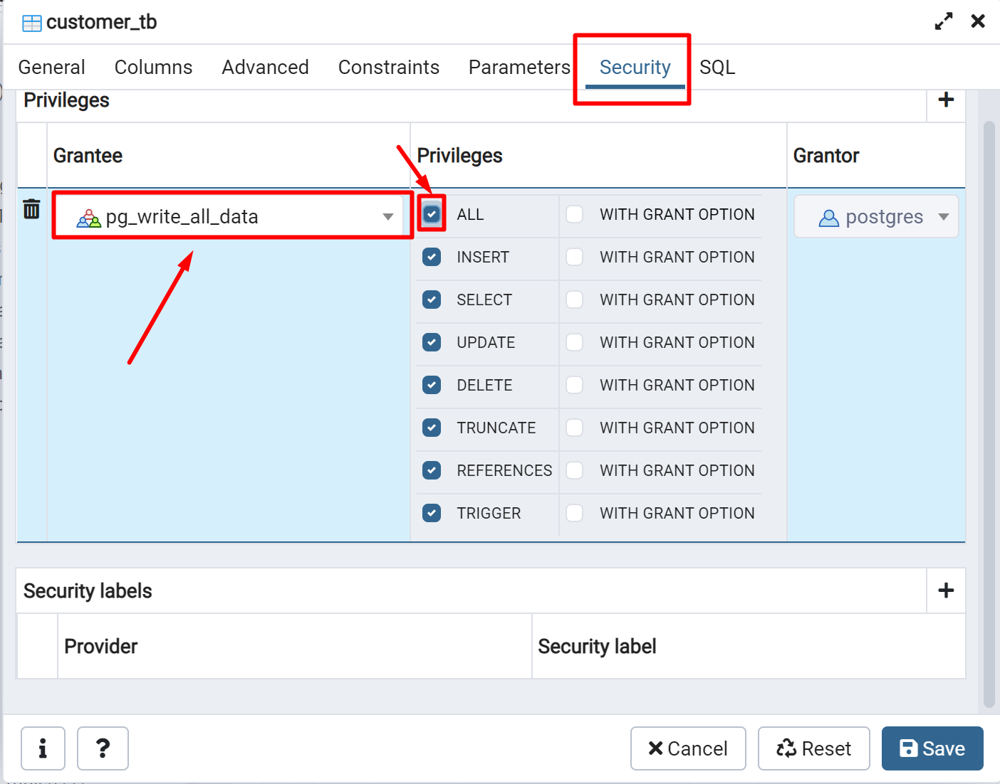 customer_tb
General Columns Advanced Constraints Parameters Security SQL
Privileges
Grantee Privileges Grantor
pg_write_all_data ALL WITH GRANT OPTION postgres
INSERT WITH GRANT OPTION
SELECT WITH GRANT OPTION
UPDATE WITH GRANT OPTION
DELETE WITH GRANT OPTION
TRUNCATE WITH GRANT OPTION
REFERENCES WITH GRANT OPTION
TRIGGER WITH GRANT OPTION
Security labels
Provider Security label
i ? Cancel Reset Save